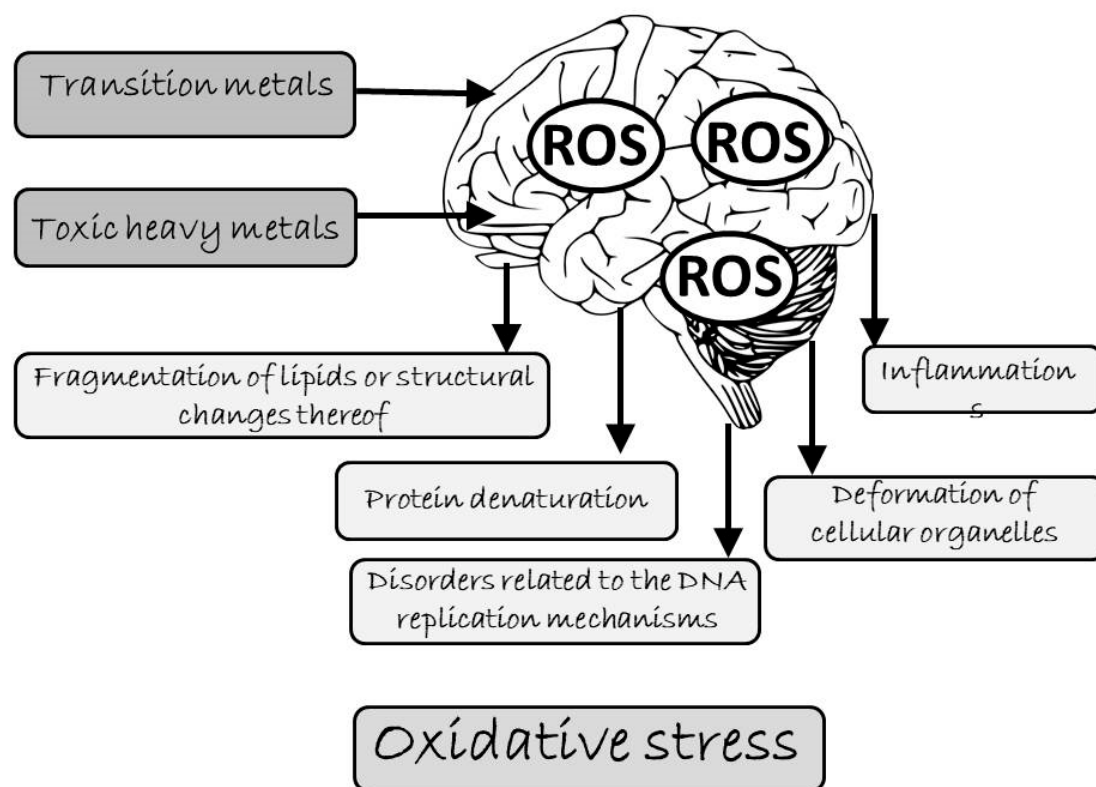 Transition metals
ROS
ROS
Toxic heavy metals
ROS
Fragmentation of lipids or structural
changes thereof
Inflammation
s
Protein denaturation
Deformation of
cellular organelles
Disorders related to the DNA
replication mechanisms
Oxidative stress